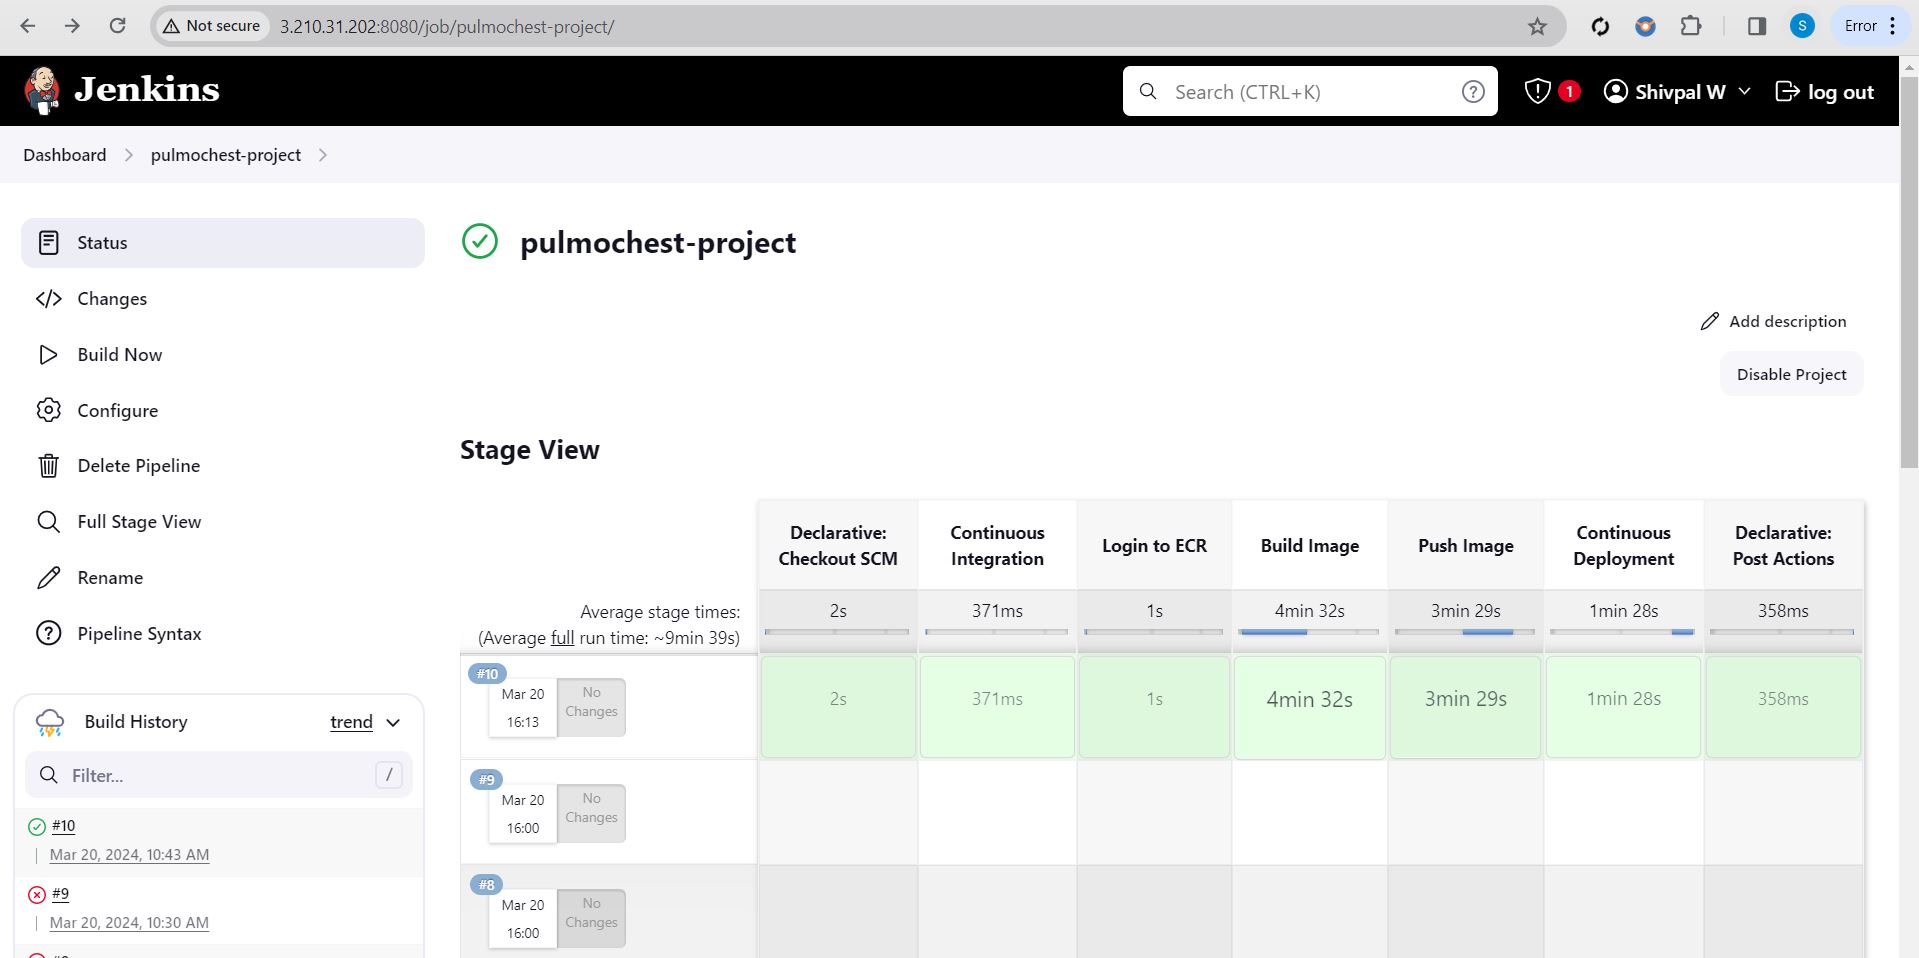 Not secure
3.210.31.202:8080/job/pulmochest-project/
S
Error
Jenkins
Search (CTRL+K)
?
1
Shivpal W
log out
Dashboard
pulmochest-project
Status
Changes
Build Now
Configure
Delete Pipeline
Full Stage View
Rename
Pipeline Syntax
Build History
trend
Filter...
/
#10
Mar 20, 2024, 10:43 AM
#9
Mar 20, 2024, 10:30 AM
pulmochest-project
Add description
Disable Project
Stage View
Declarative: Checkout SCM
Continuous Integration
Login to ECR
Build Image
Push Image
Continuous Deployment
Declarative: Post Actions
Average stage times:
(Average full run time: ~9min 39s)
2s
371ms
1s
4min 32s
3min 29s
1min 28s
358ms
#10
Mar 20
16:13
No Changes
2s
371ms
1s
4min 32s
3min 29s
1min 28s
358ms
#9
Mar 20
16:00
No Changes
#8
Mar 20
16:00
No Changes